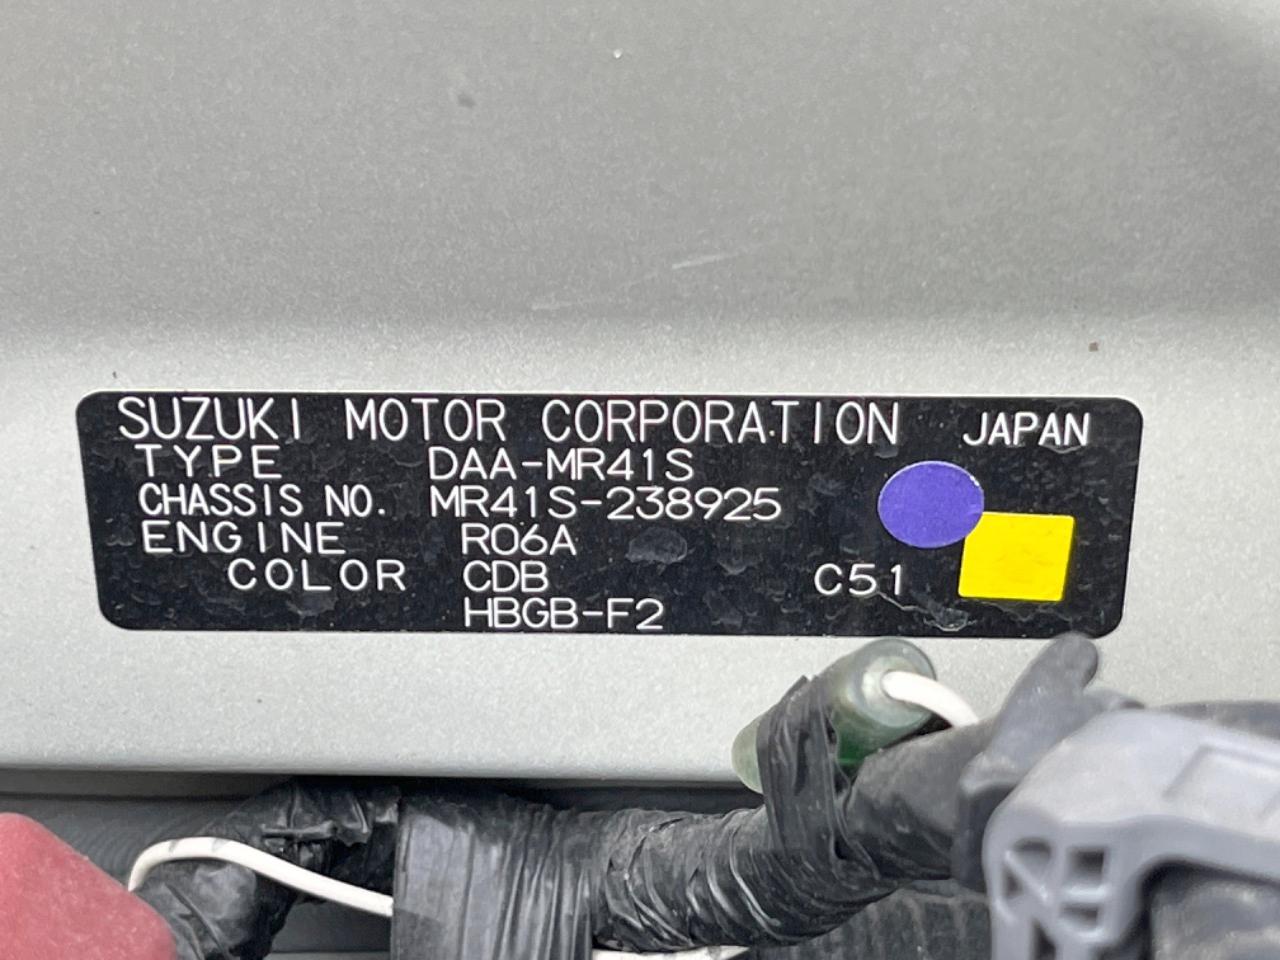 SUZUKI MOTOR CORPORATION JAPAN
TYPE DAA-MR41S
CHASSIS NO. MR41S-238925
ENGINE R06A
COLOR CDB C51
HBGB-F2